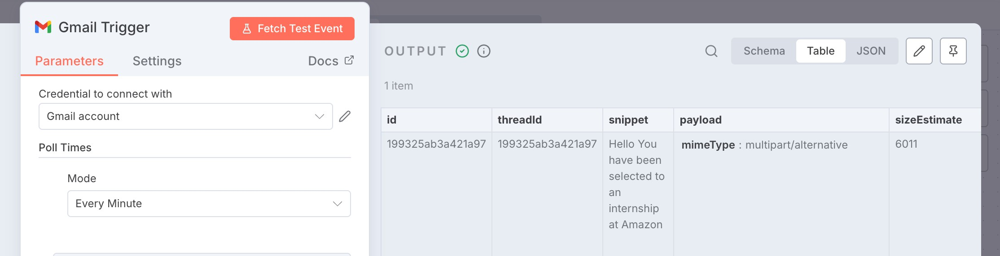 Gmail Trigger
Fetch Test Event
Parameters
Settings
Docs
Credential to connect with
Gmail account
Poll Times
Mode
Every Minute
OUTPUT
Schema
Table
JSON
1 item
id
threadId
snippet
payload
sizeEstimate
199325ab3a421a97
199325ab3a421a97
Hello You
have been
selected to
an
internship
at Amazon
mimeType : multipart/alternative
6011